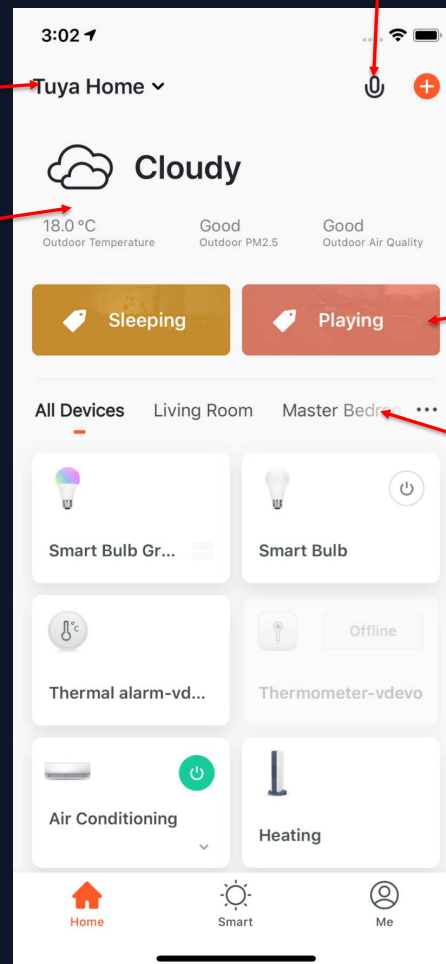 3:02
Tuya Home
Cloudy
18.0 °C Good Good
Outdoor Temperature Outdoor PM2.5 Outdoor Air Quality
Sleeping Playing
All Devices Living Room Master
Smart Bulb Gr... Smart Bulb
Offline
Thermal alarm-vd... Thermometer-vdevo
Air Conditioning
Heating
Home Smart Me